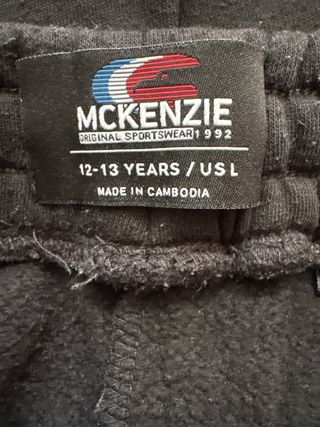 MCKENZIE
ORIGINAL SPORTSWEAR 1992
12-13 YEARS / US L
MADE IN CAMBODIA